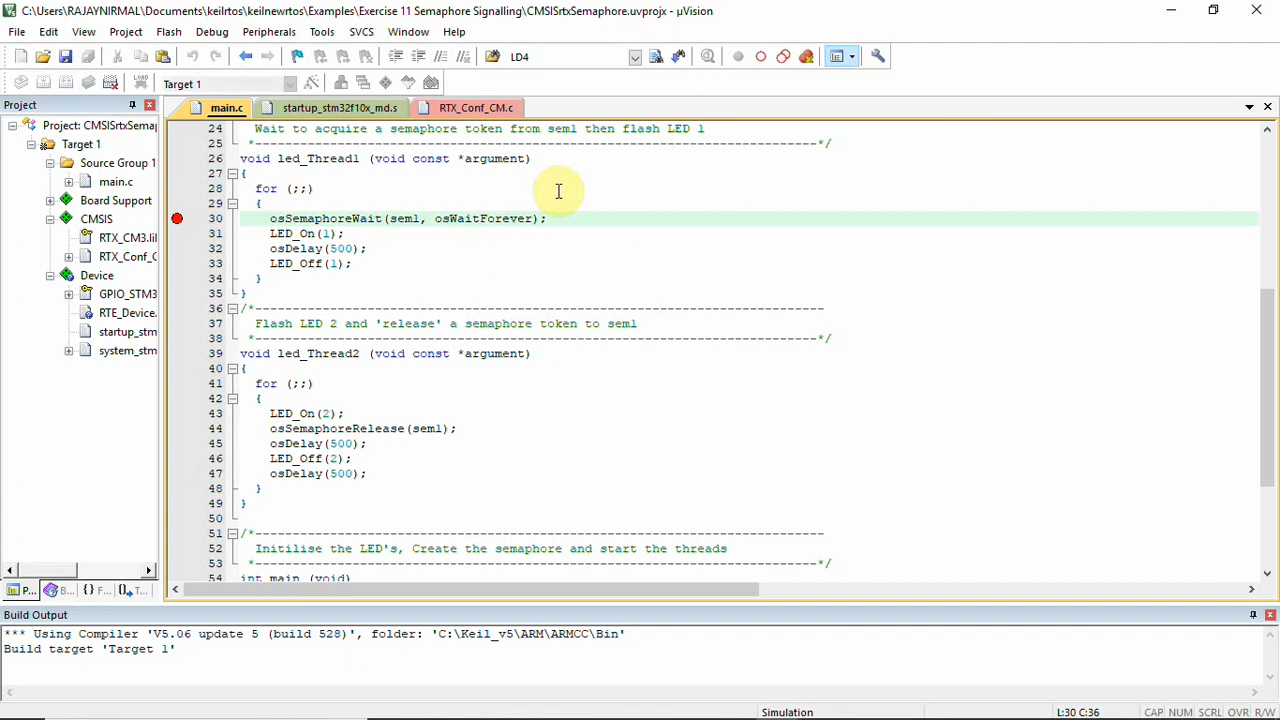 C:\Users\RAJAYNIRMAL\Documents\keilrtos\keilnewrtos\Examples\Exercise 11 Semaphore Signalling\CMSISrtxSemaphore.uvprojx - µVision
File Edit View Project Flash Debug Peripherals Tools SVCS Window Help
LD4
LOAD
Target 1
Project
main.c startup_stm32f10x_md.s RTX_Conf_CM.c
Project: CMSISrtxSemap
Target 1
Source Group 1
main.c
Board Support
CMSIS
RTX_CM3.lil
RTX_Conf_C
Device
GPIO_STM3
RTE_Device.
startup_stm
system_stm
24 Wait to acquire a semaphore token from sem1 then flash LED 1
25 *---------------------------------------------------------------------------*/
26 void led_Thread1 (void const *argument)
27 {
28 for (;;)
29 {
30 osSemaphoreWait(sem1, osWaitForever);
31 LED_On(1);
32 osDelay(500);
33 LED_Off(1);
34 }
35 }
36 /*----------------------------------------------------------------------------
37 Flash LED 2 and 'release' a semaphore token to sem1
38 *---------------------------------------------------------------------------*/
39 void led_Thread2 (void const *argument)
40 {
41 for (;;)
42 {
43 LED_On(2);
44 osSemaphoreRelease(sem1);
45 osDelay(500);
46 LED_Off(2);
47 osDelay(500);
48 }
49 }
50
51 /*----------------------------------------------------------------------------
52 Initilise the LED's, Create the semaphore and start the threads
53 *---------------------------------------------------------------------------*/
54 int main (void)
P... B... {} F... 0 T...
Build Output
*** Using Compiler 'V5.06 update 5 (build 528)', folder: 'C:\Keil_v5\ARM\ARMCC\Bin'
Build target 'Target 1'
Simulation L:30 C:36 CAP NUM SCRL OVR R/W